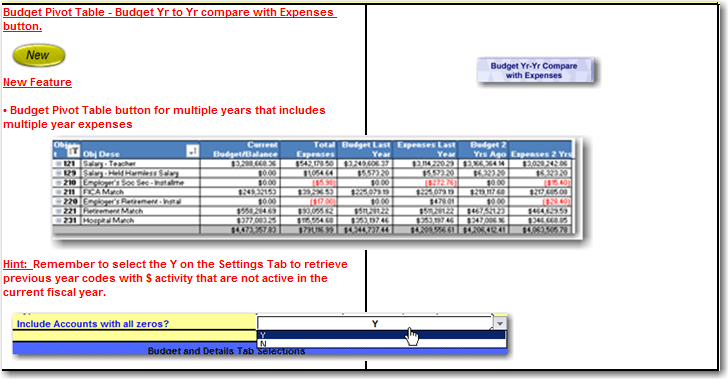 Budget Pivot Table - Budget Yr to Yr compare with Expenses
button.
New
Budget Yr-Yr Compare
with Expenses
New Feature
• Budget Pivot Table button for multiple years that includes
multiple year expenses
Obj Desc Current Budget/Balance Total Expenses Budget Last Year Expenses Last Year Budget 2 Yrs Ago Expenses 2 Yrs
121 Salary - Teacher $3,288,668.36 $542,178.50 $3,249,606.37 $3,114,220.29 $3,166,364.14 $3,028,242.86
129 Salary - Held Harmless Salary $0.00 $1,054.64 $5,573.20 $5,573.20 $6,323.20 $6,323.20
210 Employer's Soc Sec - Installme $0.00 ($5.90) $0.00 ($272.76) $0.00 ($15.40)
211 FICA Match $249,321.53 $39,296.53 $225,079.19 $225,079.19 $219,117.68 $217,685.08
220 Employer's Retirement - Instal $0.00 ($17.00) $0.00 $478.01 $0.00 ($28.40)
221 Retirement Match $558,284.69 $93,055.62 $511,281.22 $511,281.22 $467,521.23 $464,629.59
231 Hospital Match $377,083.25 $115,554.68 $353,197.46 $353,197.46 $347,086.16 $346,668.85
$4,473,357.83 $791,116.99 $4,344,737.44 $4,209,556.61 $4,206,412.41 $4,063,505.78
Hint: Remember to select the Y on the Settings Tab to retrieve
previous year codes with $ activity that are not active in the
current fiscal year.
Include Accounts with all zeros? Y
Y
N
Budget and Details Tab Selections